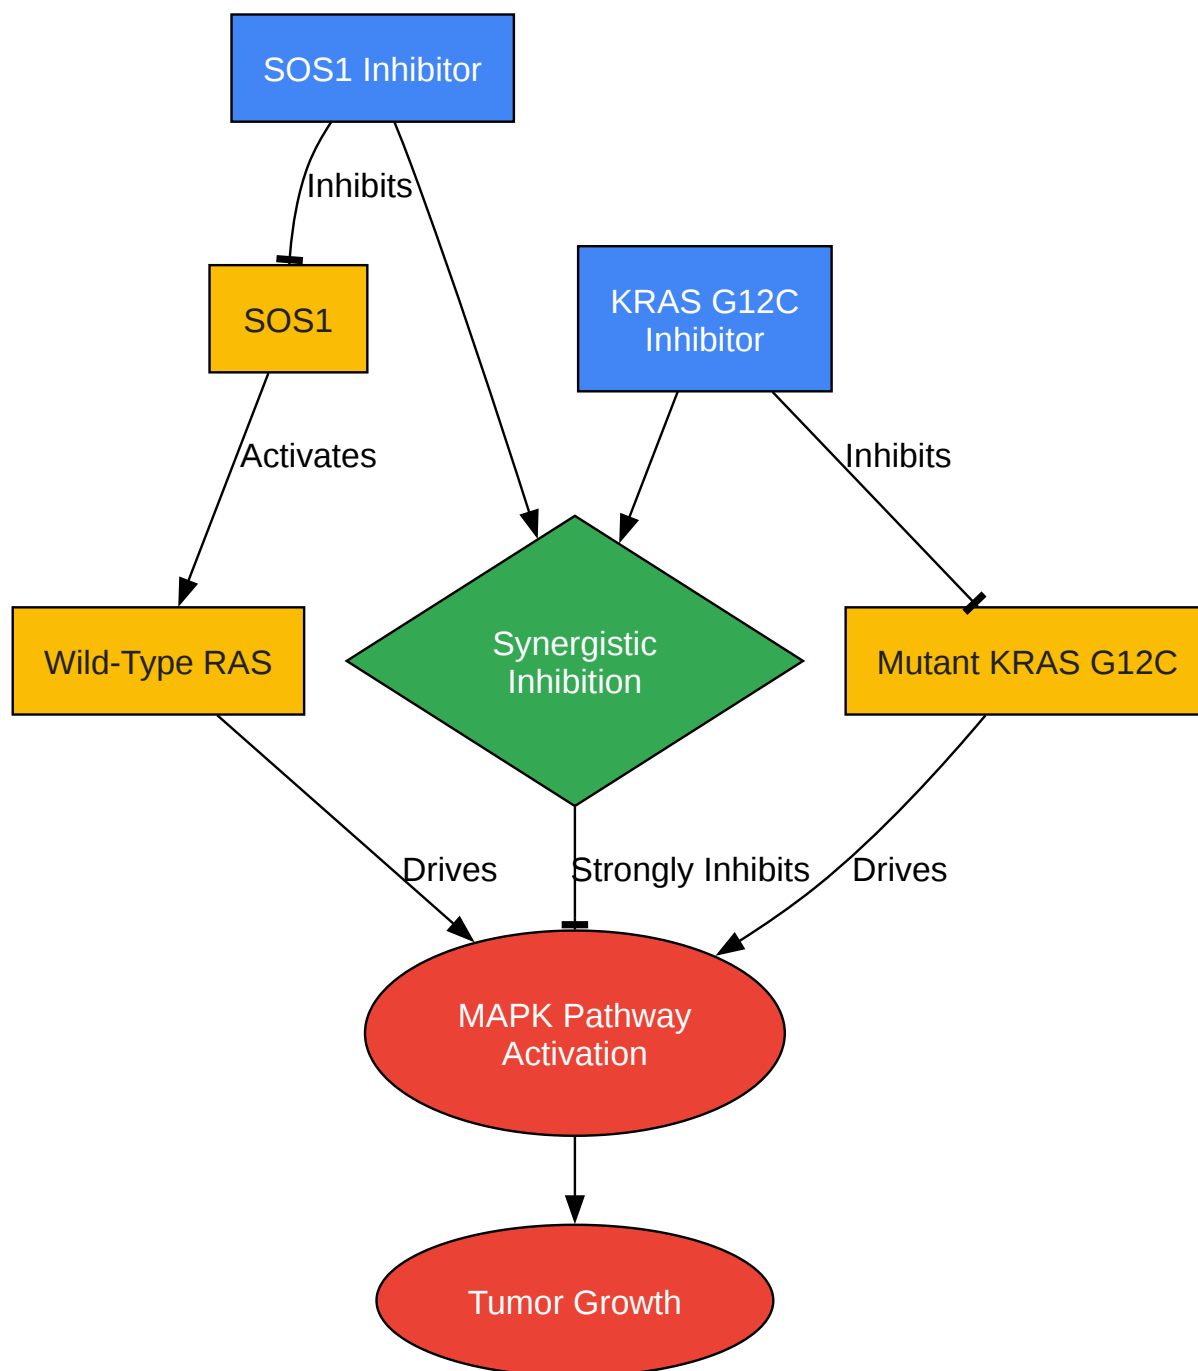 SOS1 Inhibitor
Inhibits
SOS1
KRAS G12C
Inhibitor
Activates
Inhibits
Wild-Type RAS
Synergistic
Inhibition
Mutant KRAS G12C
Drives
Strongly Inhibits
Drives
MAPK Pathway
Activation
Tumor Growth